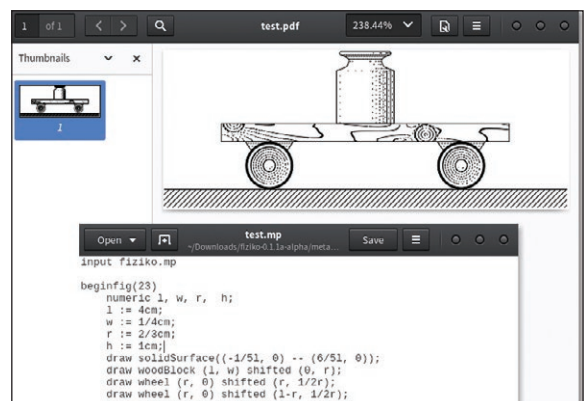 1 of 1 test.pdf 238.44%
Thumbnails
1
Open test.mp Save
~/Downloads/fiziko-0.1.1a-alpha/meta...
input fiziko.mp
beginfig(23)
numeric l, w, r, h;
l := 4cm;
w := 1/4cm;
r := 2/3cm;
h := 1cm;
draw solidSurface((-1/5l, 0) -- (6/5l, 0));
draw woodBlock (l, w) shifted (0, r);
draw wheel (r, 0) shifted (r, 1/2r);
draw wheel (r, 0) shifted (l-r, 1/2r);